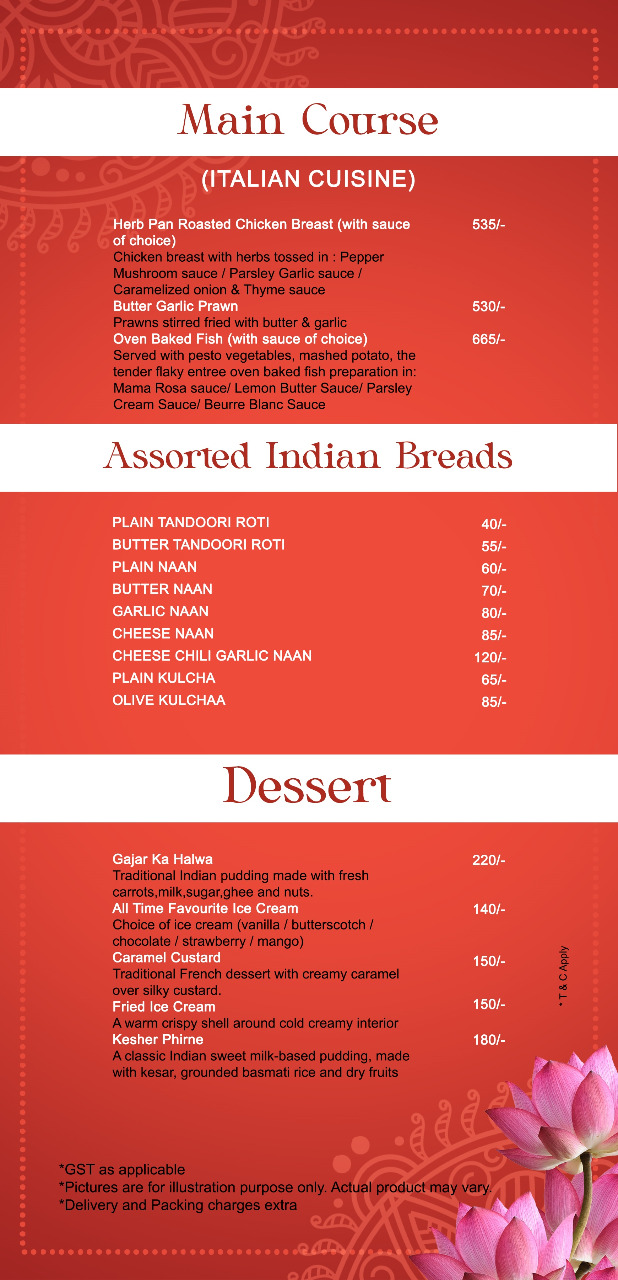 Main Course
(ITALIAN CUISINE)
Herb Pan Roasted Chicken Breast (with sauce 535/-
of choice)
Chicken breast with herbs tossed in : Pepper
Mushroom sauce / Parsley Garlic sauce /
Caramelized onion & Thyme sauce
Butter Garlic Prawn 530/-
Prawns stirred fried with butter & garlic
Oven Baked Fish (with sauce of choice) 665/-
Served with pesto vegetables, mashed potato, the
tender flaky entree oven baked fish preparation in:
Mama Rosa sauce/ Lemon Butter Sauce/ Parsley
Cream Sauce/ Beurre Blanc Sauce
Assorted Indian Breads
PLAIN TANDOORI ROTI 40/-
BUTTER TANDOORI ROTI 55/-
PLAIN NAAN 60/-
BUTTER NAAN 70/-
GARLIC NAAN 80/-
CHEESE NAAN 85/-
CHEESE CHILI GARLIC NAAN 120/-
PLAIN KULCHA 65/-
OLIVE KULCHAA 85/-
Dessert
Gajar Ka Halwa 220/-
Traditional Indian pudding made with fresh
carrots,milk,sugar,ghee and nuts.
All Time Favourite Ice Cream 140/-
Choice of ice cream (vanilla / butterscotch /
chocolate / strawberry / mango)
Caramel Custard 150/-
Traditional French dessert with creamy caramel
over silky custard.
Fried Ice Cream 150/-
A warm crispy shell around cold creamy interior
Kesher Phirne 180/-
A classic Indian sweet milk-based pudding, made
with kesar, grounded basmati rice and dry fruits
*T & C Apply
*GST as applicable
*Pictures are for illustration purpose only. Actual product may vary.
*Delivery and Packing charges extra